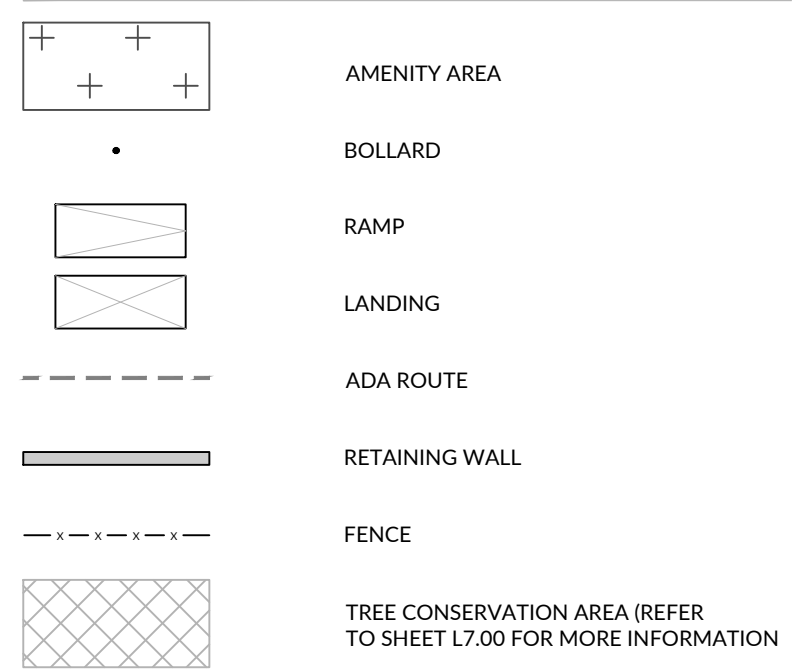 AMENITY AREA
BOLLARD
RAMP
LANDING
ADA ROUTE
RETAINING WALL
x x x x FENCE
TREE CONSERVATION AREA (REFER
TO SHEET L7.00 FOR MORE INFORMATION